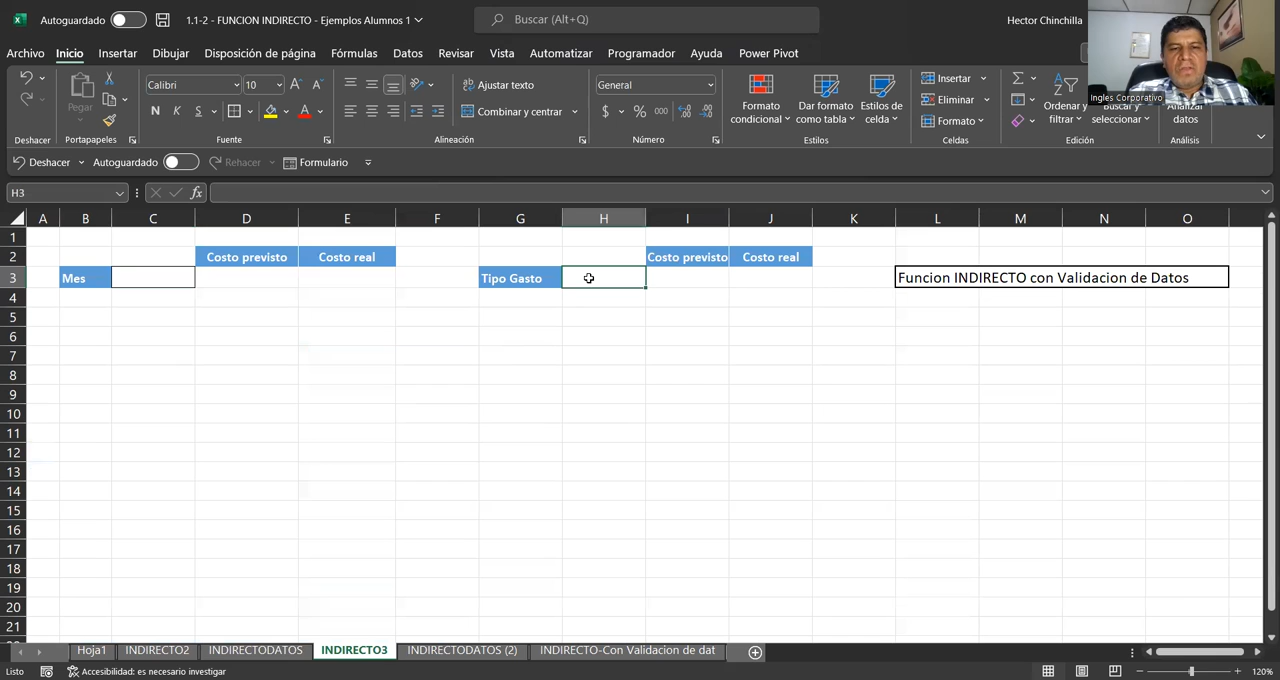 Autoguardado
1.1-2 - FUNCION INDIRECTO - Ejemplos Alumnos 1
Buscar (Alt+Q)
Hector Chinchilla
Archivo Inicio Insertar Dibujar Disposición de página Fórmulas Datos Revisar Vista Automatizar Programador Ayuda Power Pivot
Pegar
Calibri 10
N K S
Ajustar texto
Combinar y centrar
General
$ % 000
Formato condicional
Dar formato como tabla
Estilos de celda
Insertar
Eliminar
Formato
Ordenar y filtrar
Buscar y seleccionar
Analizar datos
Ingles Corporativo
Deshacer Portapapeles Fuente Alineación Número Estilos Celdas Edición Análisis
Deshacer Autoguardado Rehacer Formulario
H3 fx
A B C D E F G H I J K L M N O
1
2 Costo previsto Costo real Costo previsto Costo real
3 Mes Tipo Gasto Funcion INDIRECTO con Validacion de Datos
4
5
6
7
8
9
10
11
12
13
14
15
16
17
18
19
20
21
Hoja1 INDIRECTO2 INDIRECTODATOS INDIRECTO3 INDIRECTODATOS (2) INDIRECTO-Con Validacion de dat
Listo Accesibilidad: es necesario investigar 120%